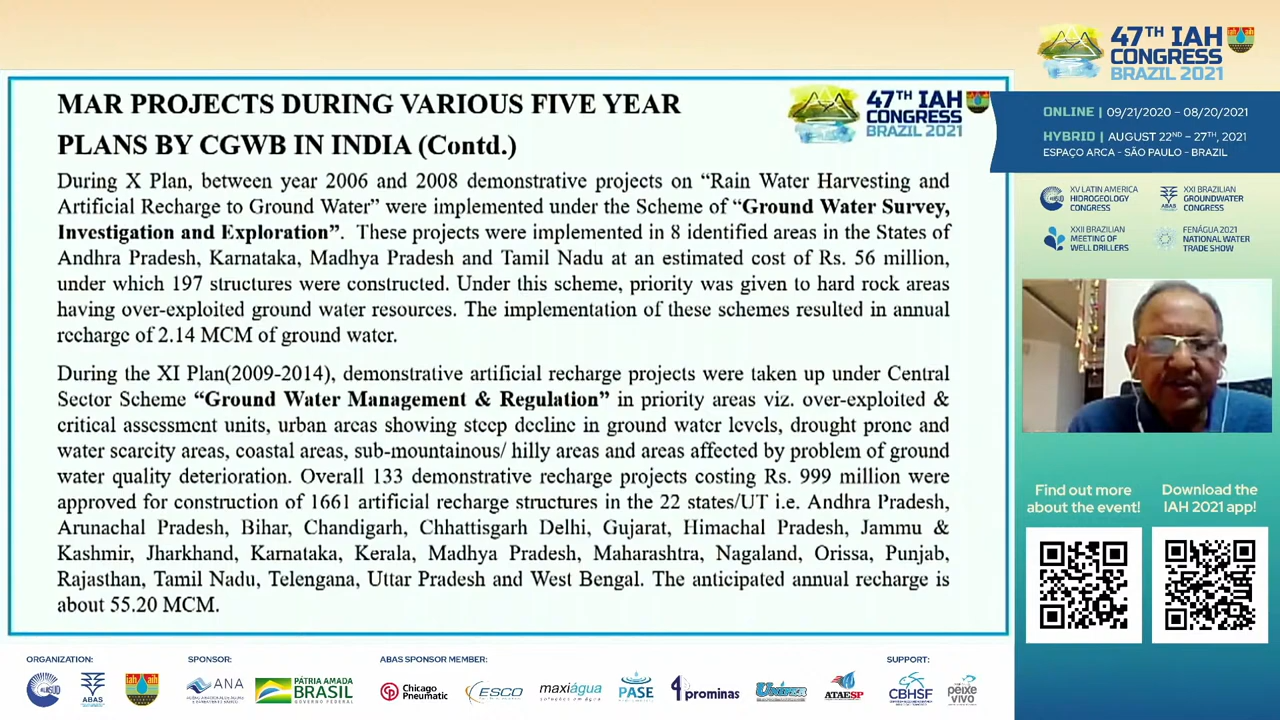 47TH IAH
CONGRESS
BRAZIL 2021
MAR PROJECTS DURING VARIOUS FIVE YEAR
PLANS BY CGWB IN INDIA (Contd.)
47TH IAH
CONGRESS
BRAZIL 2021
During X Plan, between year 2006 and 2008 demonstrative projects on “Rain Water Harvesting and
Artificial Recharge to Ground Water” were implemented under the Scheme of “Ground Water Survey,
Investigation and Exploration”. These projects were implemented in 8 identified areas in the States of
Andhra Pradesh, Karnataka, Madhya Pradesh and Tamil Nadu at an estimated cost of Rs. 56 million,
under which 197 structures were constructed. Under this scheme, priority was given to hard rock areas
having over-exploited ground water resources. The implementation of these schemes resulted in annual
recharge of 2.14 MCM of ground water.
During the XI Plan(2009-2014), demonstrative artificial recharge projects were taken up under Central
Sector Scheme “Ground Water Management & Regulation” in priority areas viz. over-exploited &
critical assessment units, urban areas showing steep decline in ground water levels, drought prone and
water scarcity areas, coastal areas, sub-mountainous/ hilly areas and areas affected by problem of ground
water quality deterioration. Overall 133 demonstrative recharge projects costing Rs. 999 million were
approved for construction of 1661 artificial recharge structures in the 22 states/UT i.e. Andhra Pradesh,
Arunachal Pradesh, Bihar, Chandigarh, Chhattisgarh Delhi, Gujarat, Himachal Pradesh, Jammu &
Kashmir, Jharkhand, Karnataka, Kerala, Madhya Pradesh, Maharashtra, Nagaland, Orissa, Punjab,
Rajasthan, Tamil Nadu, Telengana, Uttar Pradesh and West Bengal. The anticipated annual recharge is
about 55.20 MCM.
ONLINE | 09/21/2020 – 08/20/2021
HYBRID | AUGUST 22ND – 27TH, 2021
ESPAÇO ARCA - SÃO PAULO - BRAZIL
XV LATIN AMERICA
HIDROGEOLOGY
CONGRESS
XXI BRAZILIAN
GROUNDWATER
CONGRESS
XXII BRAZILIAN
MEETING OF
WELL DRILLERS
FENÁGUA 2021
NATIONAL WATER
TRADE SHOW
Find out more
about the event!
Download the
IAH 2021 app!
ORGANIZATION:
ABAS
iah aih
SPONSOR:
ANA
PÁTRIA AMADA
BRASIL
GOVERNO FEDERAL
ABAS SPONSOR MEMBER:
Chicago
Pneumatic
ESCO
maxiágua
soluções em água
PASE
prominas
ATAESP
SUPPORT:
CBHSF
peixe
vivo